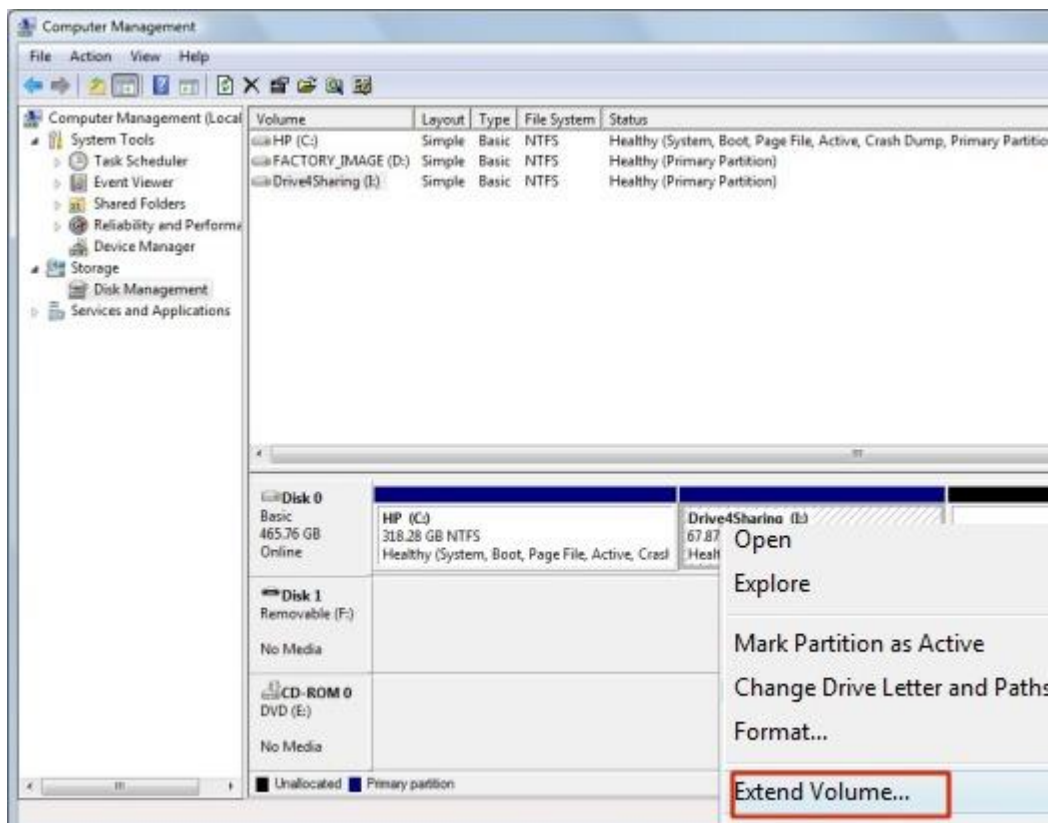 Computer Management
File Action View Help
Computer Management (Local
System Tools
Task Scheduler
Event Viewer
Shared Folders
Reliability and Performa
Device Manager
Storage
Disk Management
Services and Applications
Volume Layout Type File System Status
HP (C:) Simple Basic NTFS Healthy (System, Boot, Page File, Active, Crash Dump, Primary Partitio
FACTORY_IMAGE (D:) Simple Basic NTFS Healthy (Primary Partition)
Drive4Sharing (I:) Simple Basic NTFS Healthy (Primary Partition)
Disk 0
Basic
465.76 GB
Online
HP (C:)
318.28 GB NTFS
Healthy (System, Boot, Page File, Active, Crash
Drive4Sharing (I:)
67.87
Healt
Disk 1
Removable (F:)
No Media
CD-ROM 0
DVD (E:)
No Media
Unallocated Primary partition
Open
Explore
Mark Partition as Active
Change Drive Letter and Paths
Format...
Extend Volume...